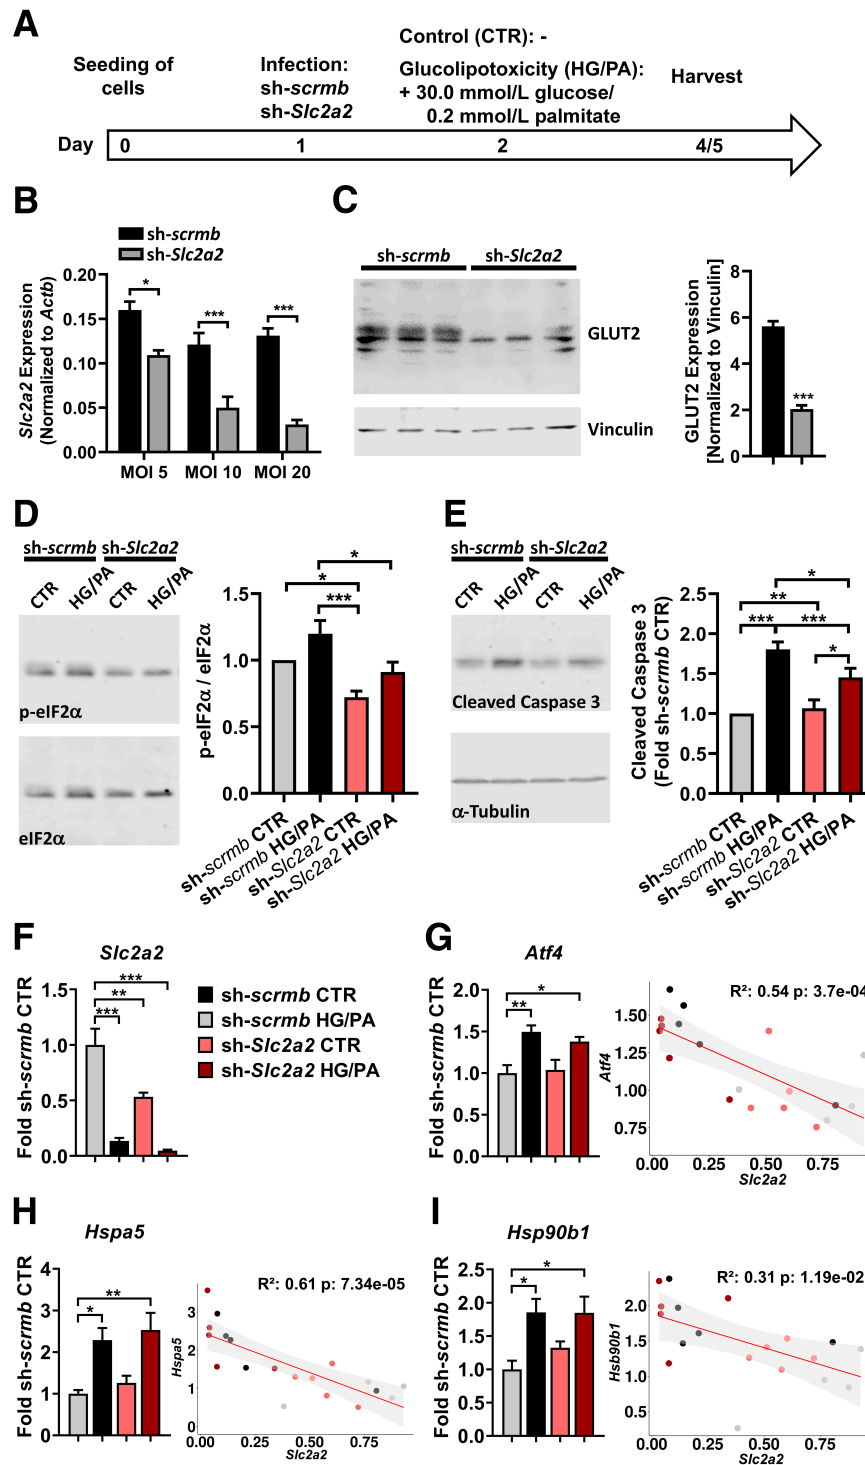 A
Control (CTR): -
Seeding of cells
Infection:
sh-scrmb
sh-Slc2a2
Glucolipotoxicity (HG/PA):
+ 30.0 mmol/L glucose/
0.2 mmol/L palmitate
Harvest
Day 0 1 2 4/5
B
sh-scrmb
sh-Slc2a2
Slc2a2 Expression
(Normalized to Actb)
0.20
0.15
0.10
0.05
0.00
* *** ***
MOI 5 MOI 10 MOI 20
C
sh-scrmb sh-Slc2a2
GLUT2
Vinculin
GLUT2 Expression
[Normalized to Vinculin]
8
6
4
2
0
***
D
sh-scrmb sh-Slc2a2
CTR HG/PA CTR HG/PA
p-eIF2α
eIF2α
p-eIF2α / eIF2α
1.5
1.0
0.5
0.0
*
*
***
sh-scrmb CTR
sh-scrmb HG/PA
sh-Slc2a2 CTR
sh-Slc2a2 HG/PA
E
sh-scrmb sh-Slc2a2
CTR HG/PA CTR HG/PA
Cleaved Caspase 3
α-Tubulin
Cleaved Caspase 3
(Fold sh-scrmb CTR)
2.5
2.0
1.5
1.0
0.5
0.0
*
**
*** ***
*
sh-scrmb CTR
sh-scrmb HG/PA
sh-Slc2a2 CTR
sh-Slc2a2 HG/PA
F
Slc2a2
Fold sh-scrmb CTR
1.5
1.0
0.5
0.0
***
**
***
sh-scrmb CTR
sh-scrmb HG/PA
sh-Slc2a2 CTR
sh-Slc2a2 HG/PA
G
Atf4
Fold sh-scrmb CTR
2.0
1.5
1.0
0.5
0.0
*
**
R²: 0.54 p: 3.7e-04
Atf4
1.50
1.25
1.00
0.75
0.00 0.25 0.50 0.75
Slc2a2
H
Hspa5
Fold sh-scrmb CTR
4
3
2
1
0
**
*
R²: 0.61 p: 7.34e-05
Hspa5
3
2
1
0
0.00 0.25 0.50 0.75
Slc2a2
I
Hsp90b1
Fold sh-scrmb CTR
2.5
2.0
1.5
1.0
0.5
0.0
*
*
R²: 0.31 p: 1.19e-02
Hsb90b1
2.0
1.5
1.0
0.5
0.00 0.25 0.50 0.75
Slc2a2